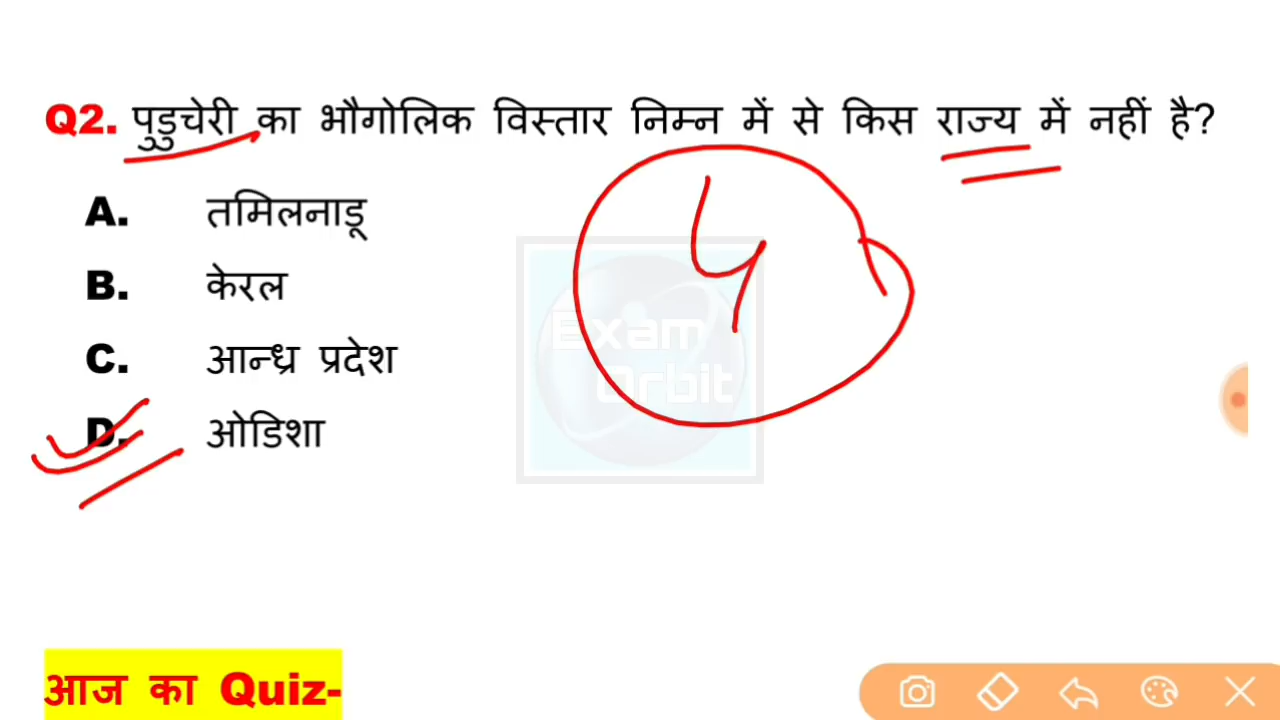 Q2. पुडुचेरी का भौगोलिक विस्तार निम्न में से किस राज्य में नहीं है?
A. तमिलनाडू
B. केरल
C. आन्ध्र प्रदेश
D. ओडिशा
4
Exam
Orbit
आज का Quiz-